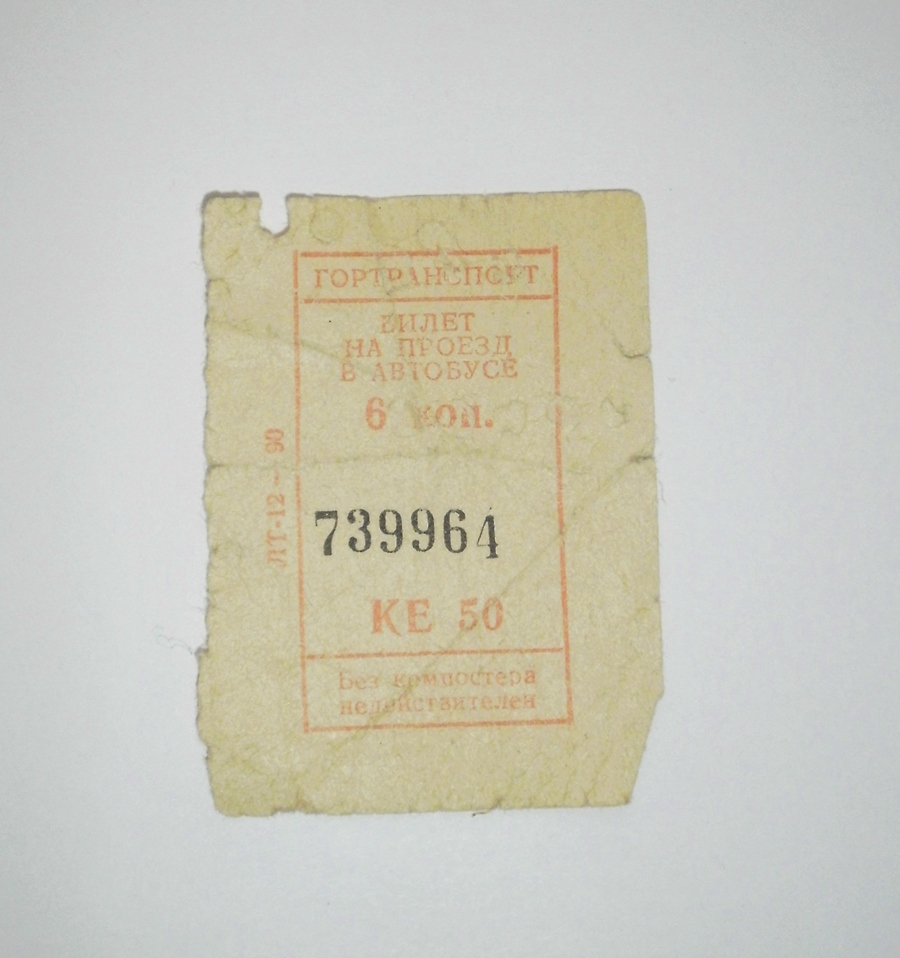 ГОРТРАНСПОРТ
БИЛЕТ
НА ПРОЕЗД
В АВТОБУСЕ
6 коп.
ЛТ-12 — 90
739964
КЕ 50
Без компостера
недействителен